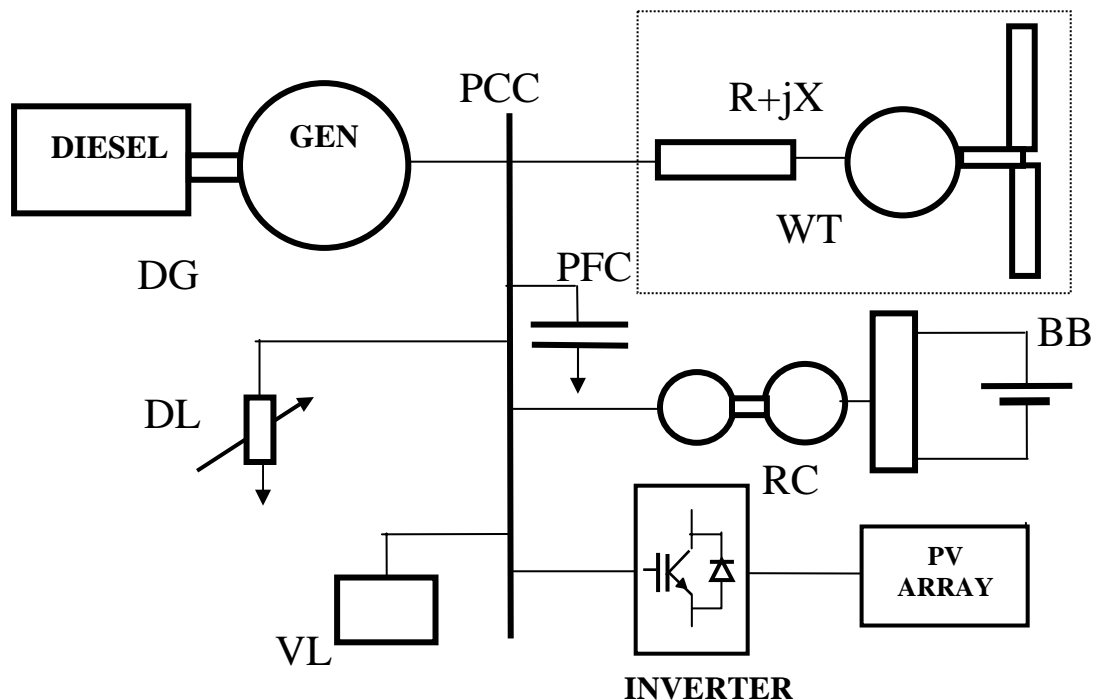 PCC
R+jX
DIESEL
GEN
WT
DG
PFC
BB
DL
RC
PV
ARRAY
VL
INVERTER